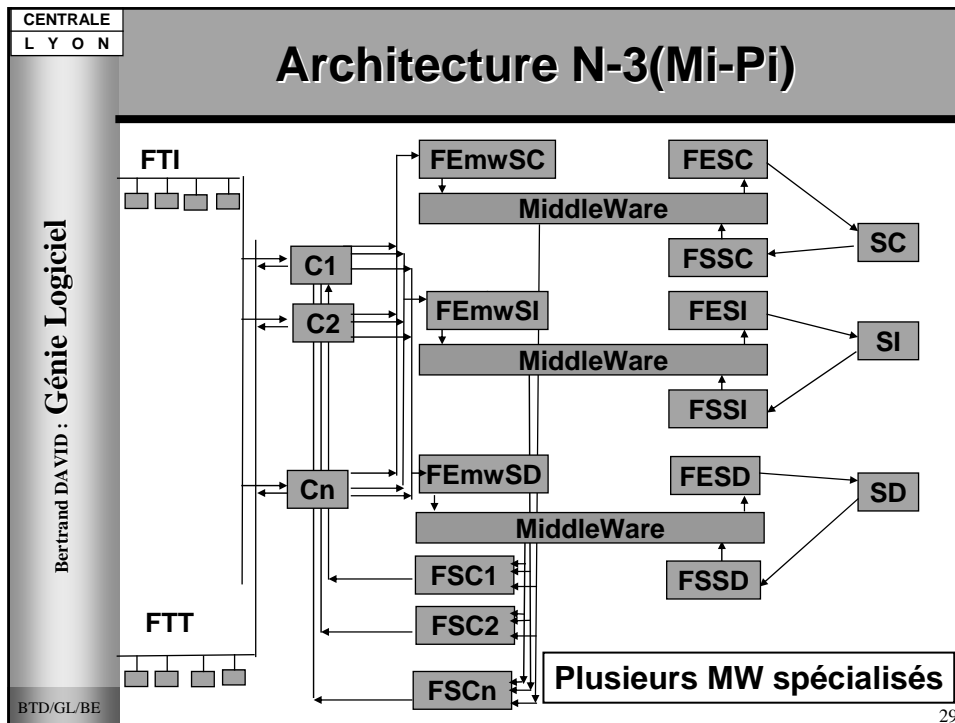 CENTRALE
L Y O N
Architecture N-3(Mi-Pi)
Bertrand DAVID : Génie Logiciel
FTI
FEmwSC
FESC
MiddleWare
SC
C1
FSSC
C2
FEmwSI
FESI
SI
MiddleWare
FSSI
Cn
FEmwSD
FESD
SD
MiddleWare
FSC1
FSSD
FTT
FSC2
FSCn
Plusieurs MW spécialisés
BTD/GL/BE
29